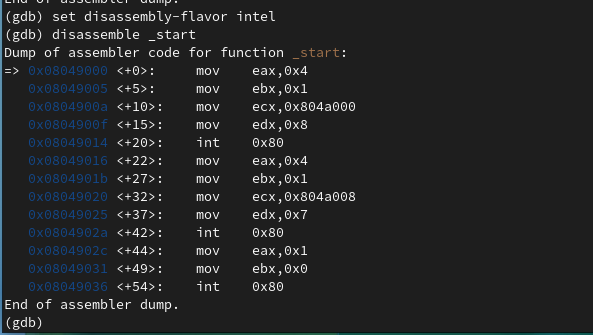 (gdb) set disassembly-flavor intel
(gdb) disassemble _start
Dump of assembler code for function _start:
=> 0x08049000 <+0>:     mov    eax,0x4
   0x08049005 <+5>:     mov    ebx,0x1
   0x0804900a <+10>:    mov    ecx,0x804a000
   0x0804900f <+15>:    mov    edx,0x8
   0x08049014 <+20>:    int    0x80
   0x08049016 <+22>:    mov    eax,0x4
   0x0804901b <+27>:    mov    ebx,0x1
   0x08049020 <+32>:    mov    ecx,0x804a008
   0x08049025 <+37>:    mov    edx,0x7
   0x0804902a <+42>:    int    0x80
   0x0804902c <+44>:    mov    eax,0x1
   0x08049031 <+49>:    mov    ebx,0x0
   0x08049036 <+54>:    int    0x80
End of assembler dump.
(gdb)